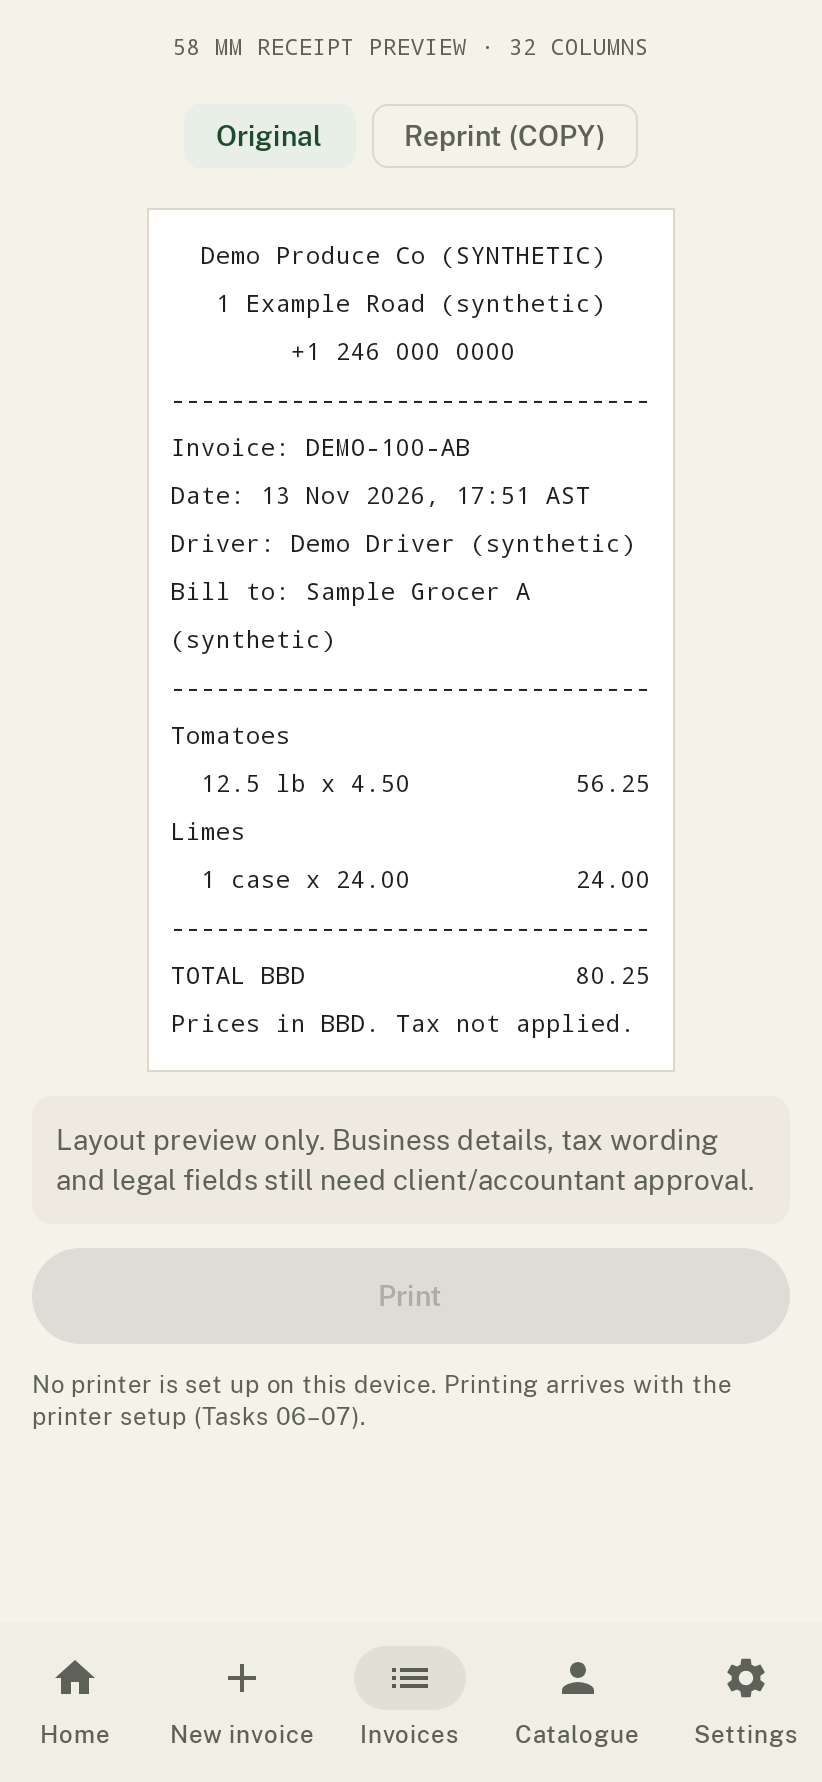 58 MM RECEIPT PREVIEW · 32 COLUMNS
Original Reprint (COPY)
Demo Produce Co (SYNTHETIC)
1 Example Road (synthetic)
+1 246 000 0000
--------------------------------
Invoice: DEMO-100-AB
Date: 13 Nov 2026, 17:51 AST
Driver: Demo Driver (synthetic)
Bill to: Sample Grocer A
(synthetic)
--------------------------------
Tomatoes
12.5 lb x 4.50 56.25
Limes
1 case x 24.00 24.00
--------------------------------
TOTAL BBD 80.25
Prices in BBD. Tax not applied.
Layout preview only. Business details, tax wording
and legal fields still need client/accountant approval.
Print
No printer is set up on this device. Printing arrives with the
printer setup (Tasks 06–07).
Home New invoice Invoices Catalogue Settings